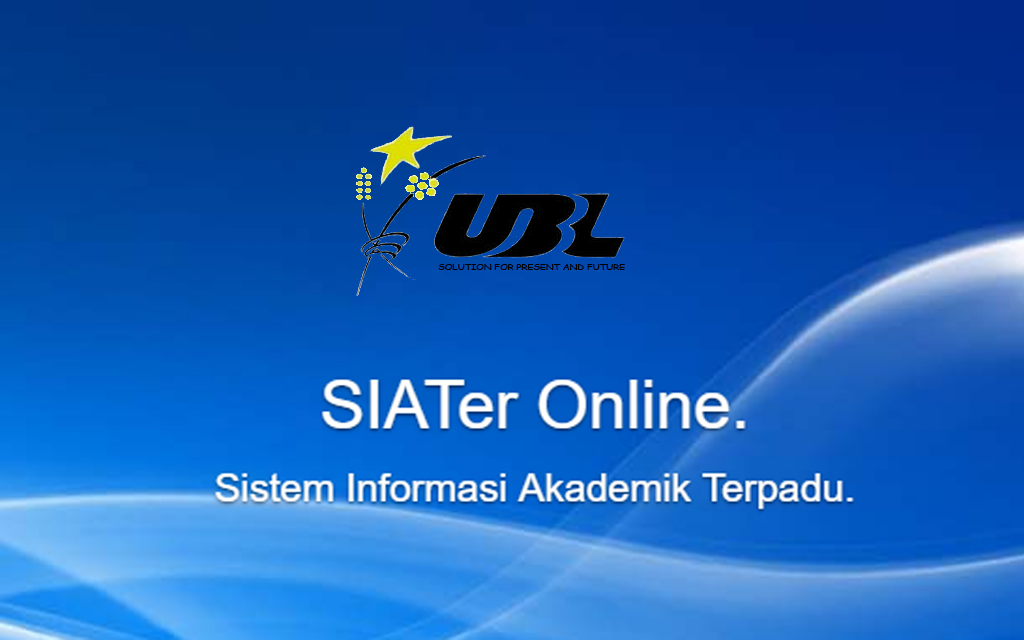 UBL
SOLUTION FOR PRESENT AND FUTURE
SIATer Online.
Sistem Informasi Akademik Terpadu.